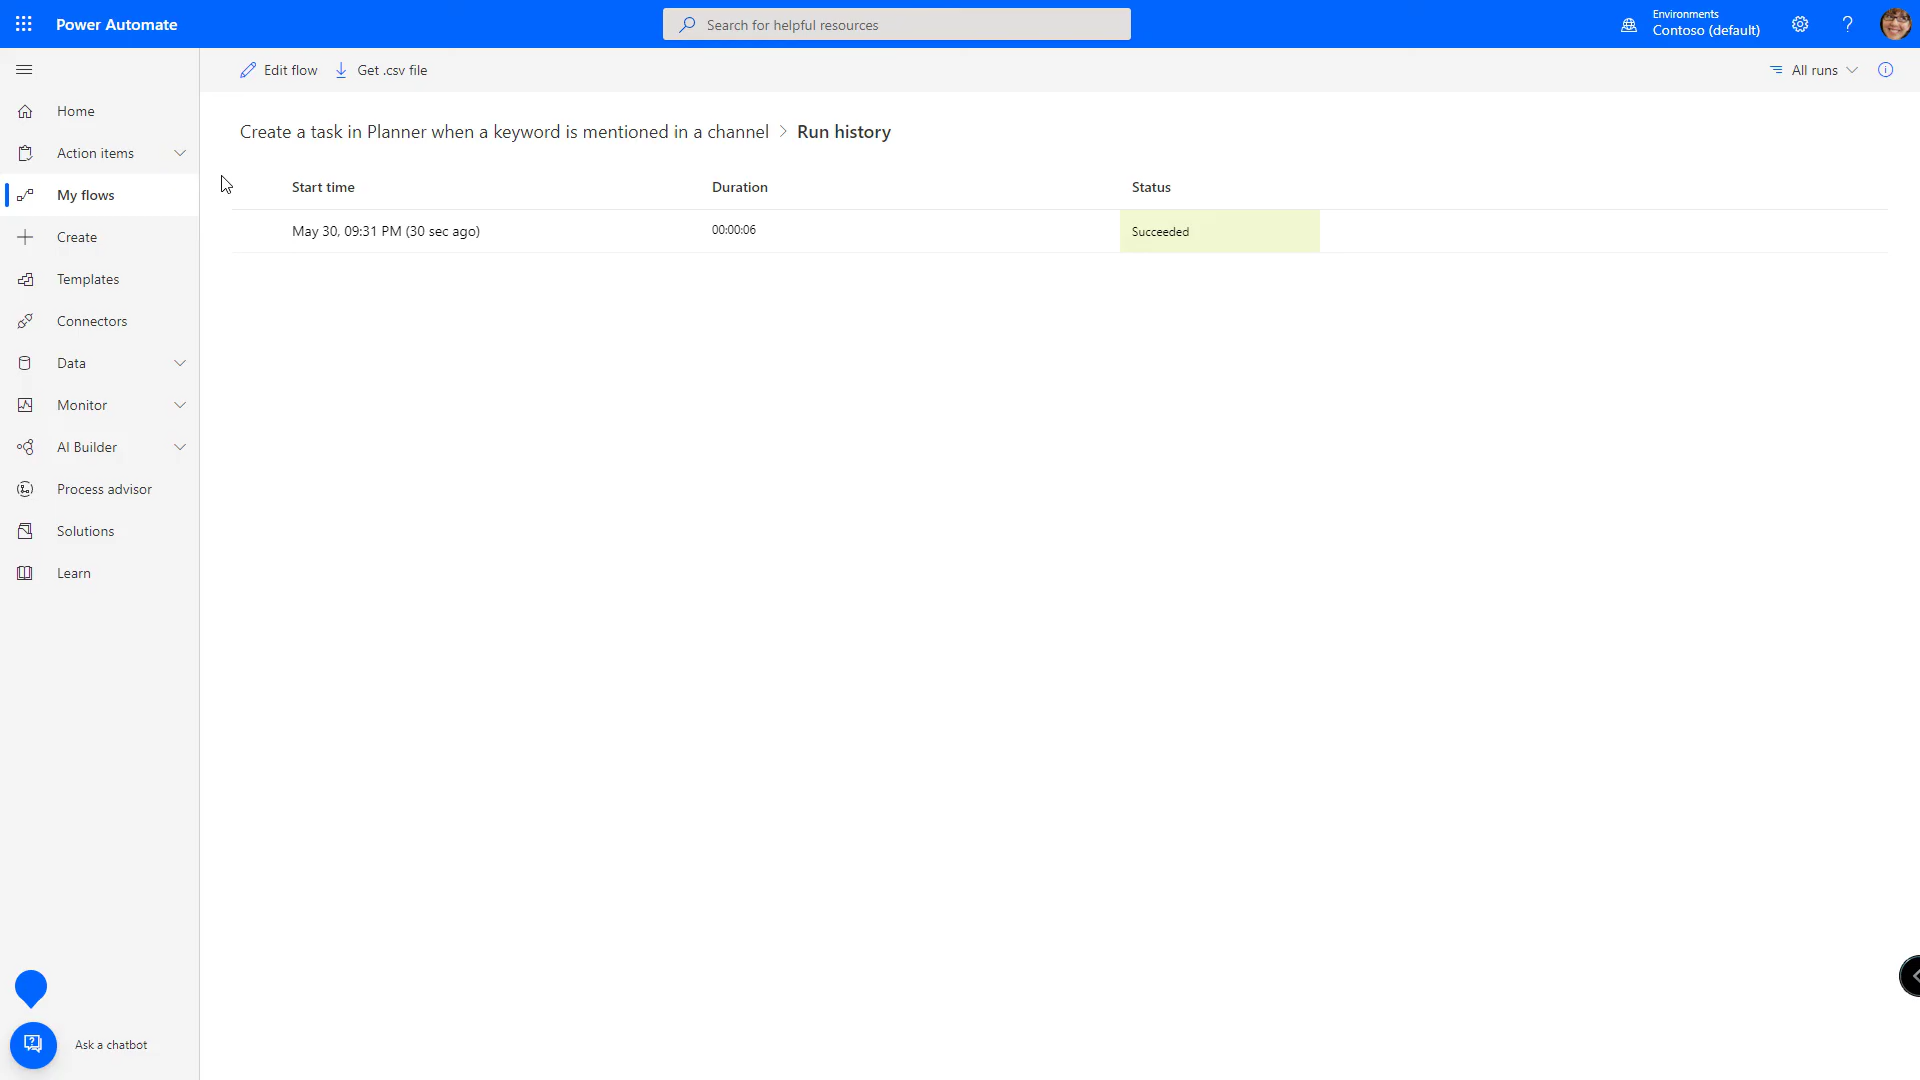 Power Automate
Search for helpful resources
Environments
Contoso (default)
Edit flow
Get .csv file
All runs
Home
Action items
My flows
Create
Templates
Connectors
Data
Monitor
AI Builder
Process advisor
Solutions
Learn
Ask a chatbot
Create a task in Planner when a keyword is mentioned in a channel > Run history
Start time Duration Status
May 30, 09:31 PM (30 sec ago) 00:00:06 Succeeded